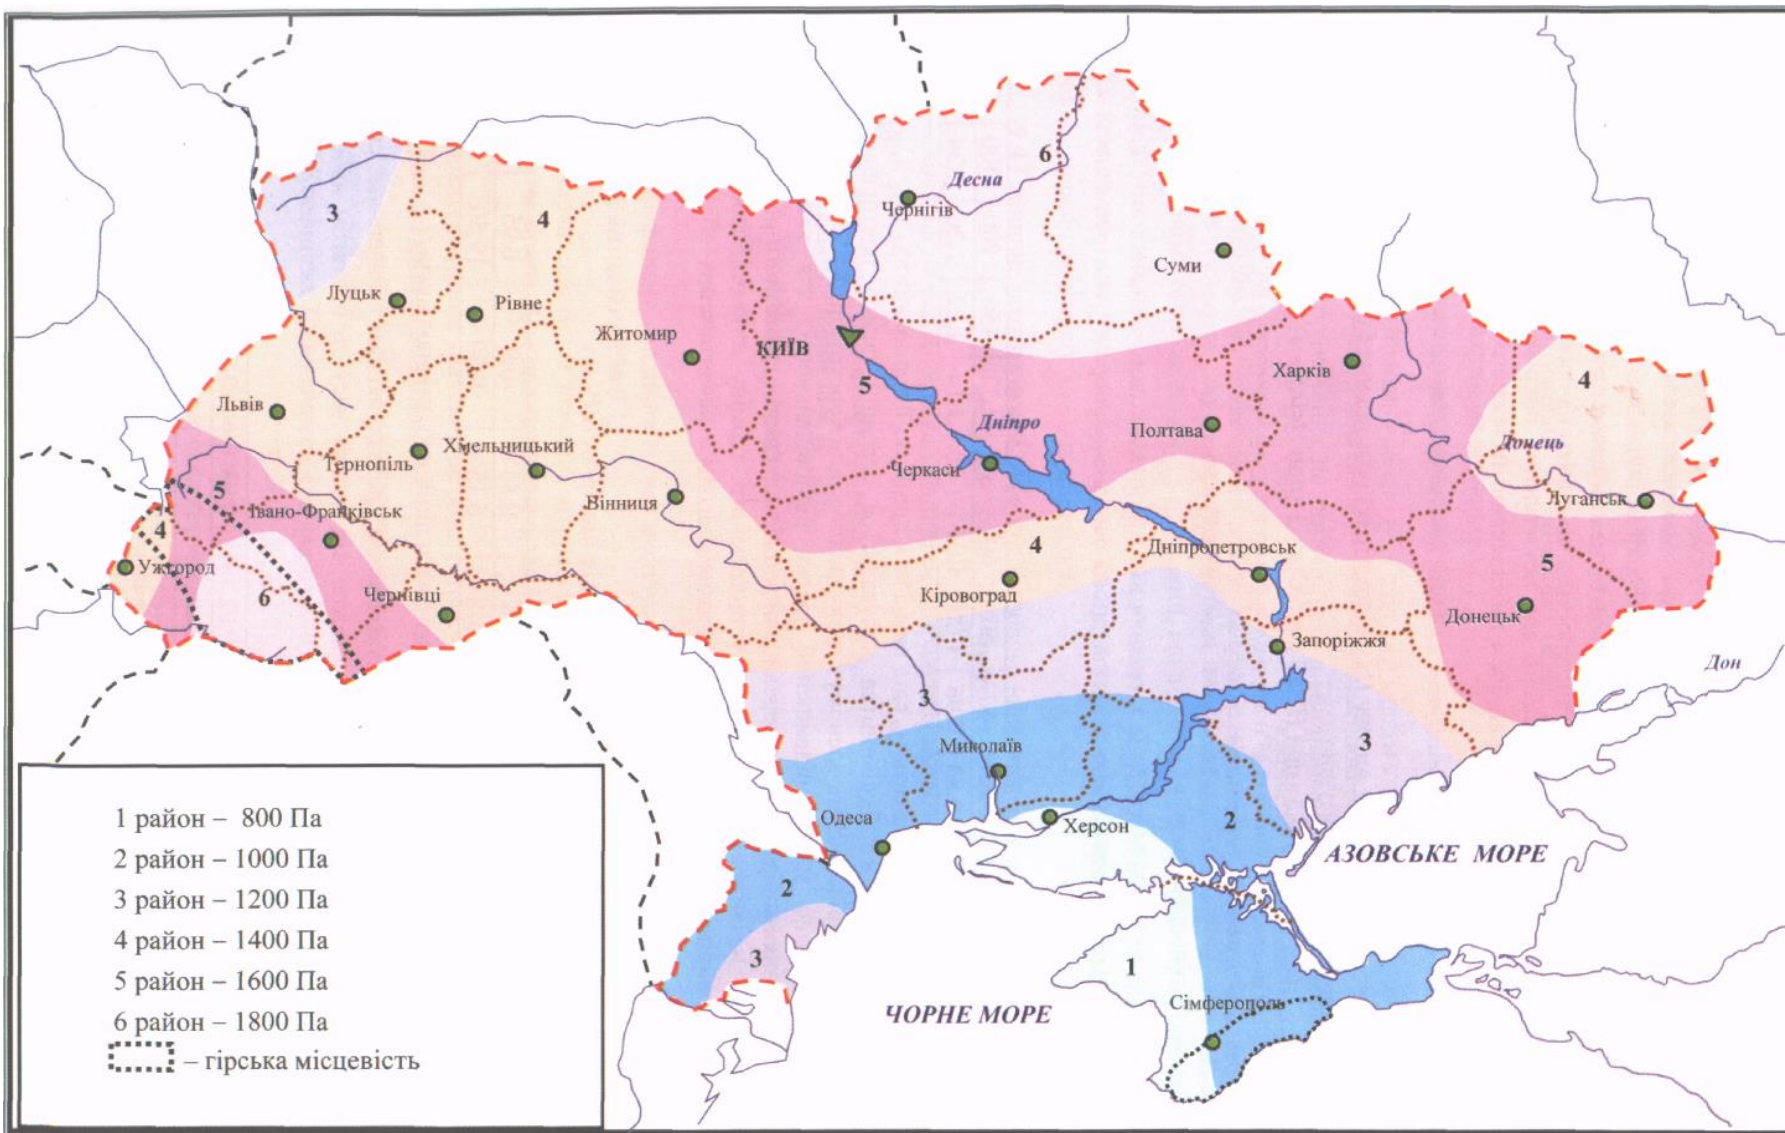 6
Десна
Чернігів
3
4
Суми
Луцьк
Рівне
Житомир
КИЇВ
5
Харків
4
Львів
Дніпро
Полтава
Донець
Тернопіль
Хмельницький
Черкаси
5
Вінниця
Луганськ
Івано-Франківськ
4
4
Дніпропетровськ
Ужгород
5
6
Чернівці
Кіровоград
Донецьк
Запоріжжя
Дон
3
3
Миколаїв
Одеса
Херсон
2
АЗОВСЬКЕ МОРЕ
2
3
1
ЧОРНЕ МОРЕ
Сімферополь
1 район – 800 Па
2 район – 1000 Па
3 район – 1200 Па
4 район – 1400 Па
5 район – 1600 Па
6 район – 1800 Па
– гірська місцевість